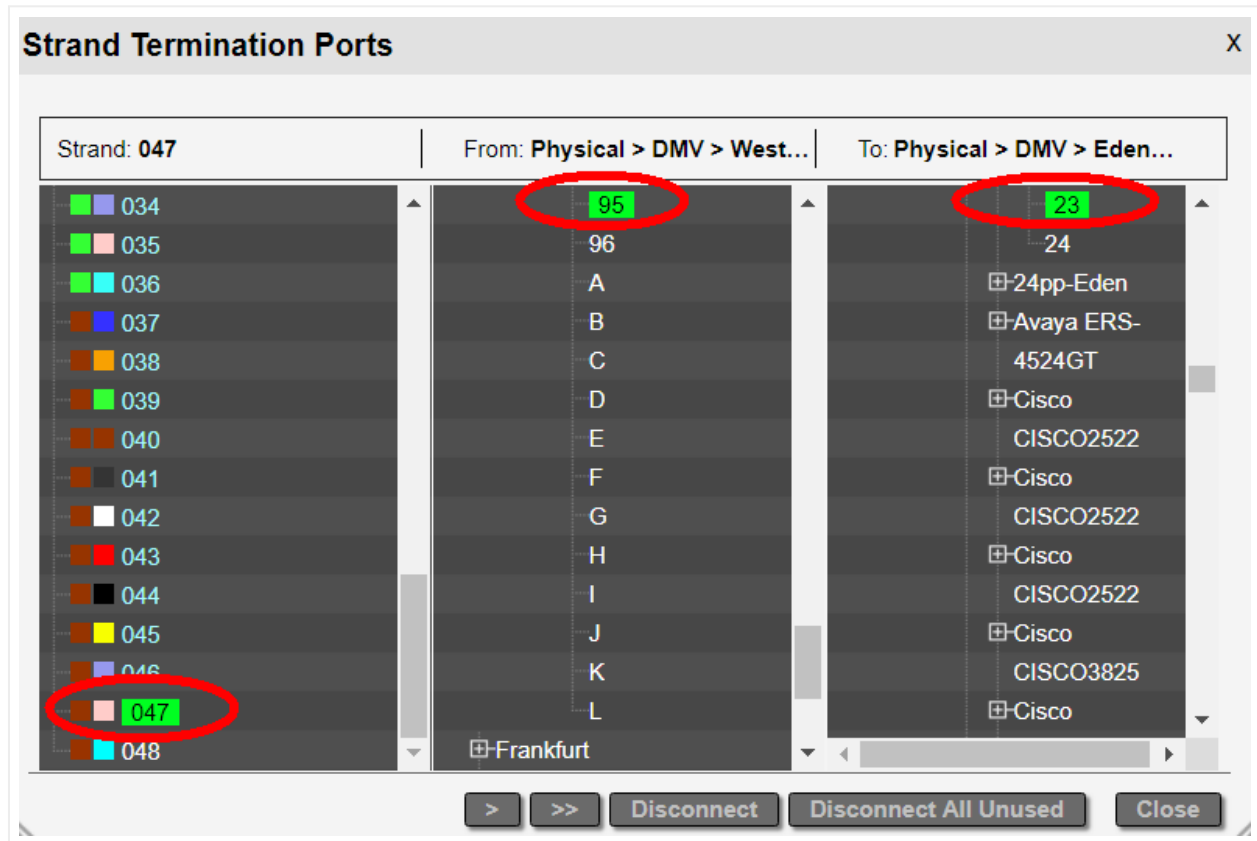 Strand Termination Ports
X
Strand: 047
From: Physical > DMV > West...
To: Physical > DMV > Eden...
034
035
036
037
038
039
040
041
042
043
044
045
046
047
048
95
96
A
B
C
D
E
F
G
H
I
J
K
L
Frankfurt
23
24
24pp-Eden
Avaya ERS-
4524GT
Cisco
CISCO2522
Cisco
CISCO2522
Cisco
CISCO2522
Cisco
CISCO3825
Cisco
>
>>
Disconnect
Disconnect All Unused
Close